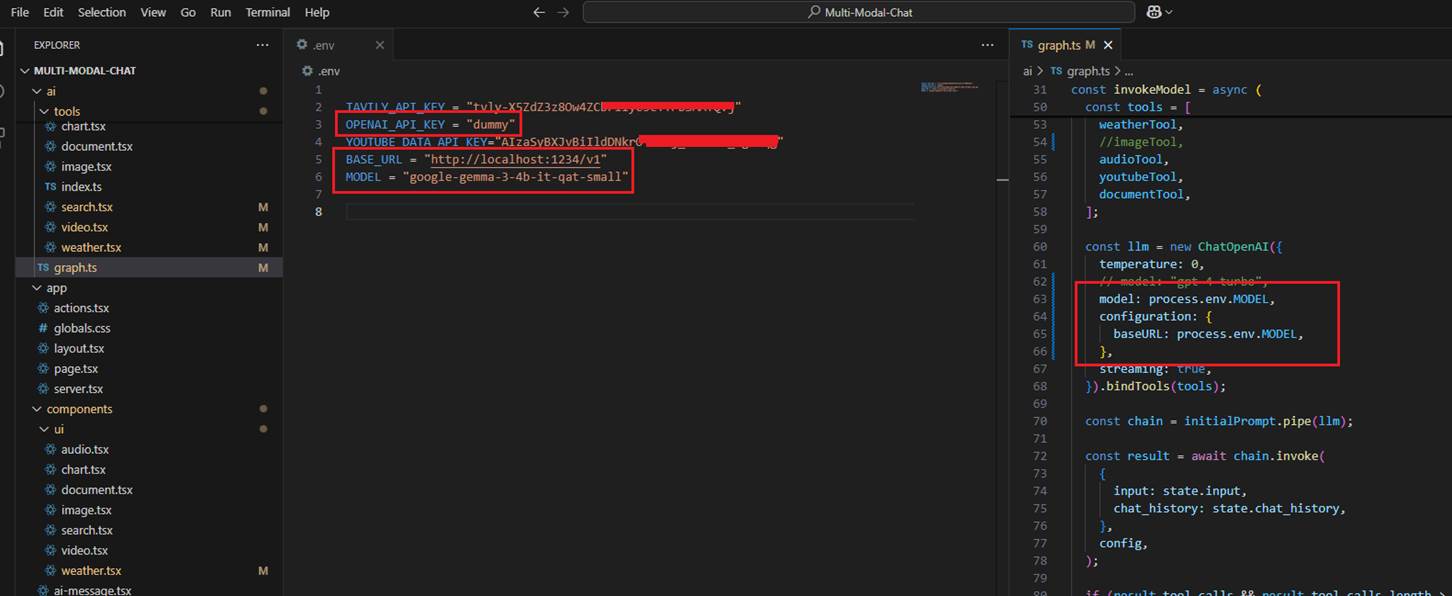 File Edit Selection View Go Run Terminal Help
Multi-Modal-Chat
EXPLORER
MULTI-MODAL-CHAT
ai
tools
chart.tsx
document.tsx
image.tsx
TS index.ts
search.tsx M
video.tsx M
weather.tsx M
TS graph.ts M
app
actions.tsx
# globals.css
layout.tsx
page.tsx
server.tsx
components
ui
audio.tsx
chart.tsx
document.tsx
image.tsx
search.tsx
video.tsx
weather.tsx M
ai-message.tsx
.env
.env
1
2 TAVILY_API_KEY =
3 OPENAI_API_KEY = "dummy"
4 YOUTUBE_DATA_API_KEY=
5 BASE_URL = "http://localhost:1234/v1"
6 MODEL = "google-gemma-3-4b-it-qat-small"
7
8
TS graph.ts M
ai > TS graph.ts > ...
31 const invokeModel = async (
50 const tools = [
53 weatherTool,
54 //imageTool,
55 audioTool,
56 youtubeTool,
57 documentTool,
58 ];
59
60 const llm = new ChatOpenAI({
61 temperature: 0,
62 // model: "gpt-4-turbo",
63 model: process.env.MODEL,
64 configuration: {
65 baseURL: process.env.MODEL,
66 },
67 streaming: true,
68 }).bindTools(tools);
69
70 const chain = initialPrompt.pipe(llm);
71
72 const result = await chain.invoke(
73 {
74 input: state.input,
75 chat_history: state.chat_history,
76 },
77 config,
78 );
79
80 if (result.tool_calls && result.tool_calls.length >